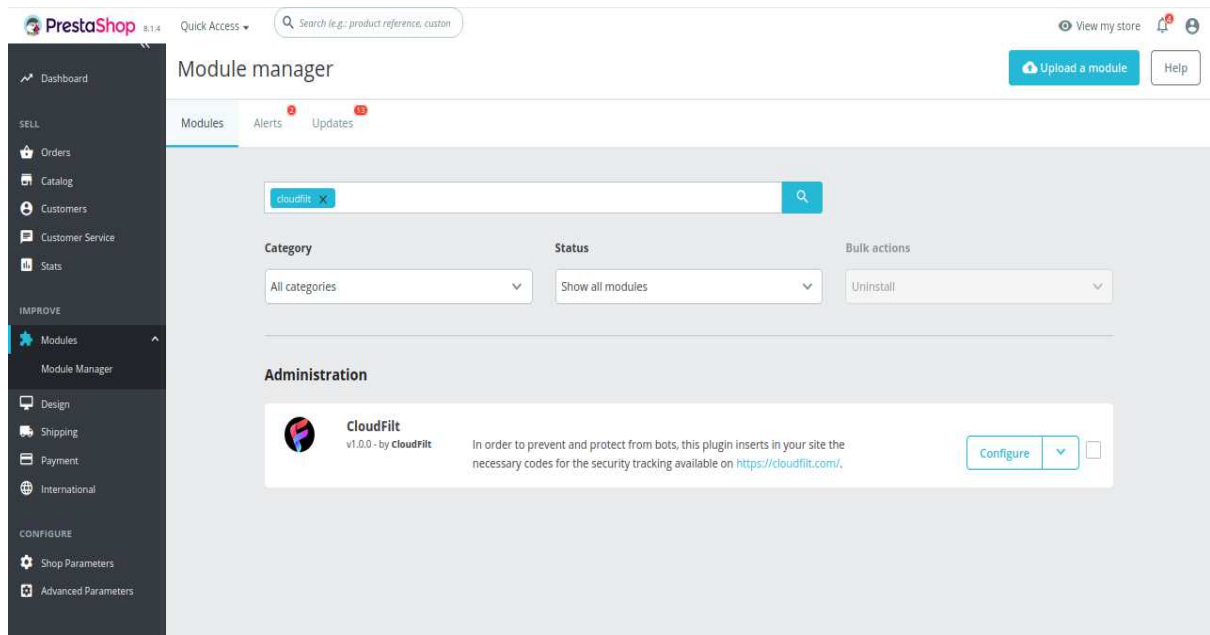 PrestaShop 8.1.4
Quick Access
Search (e.g.: product reference, custon
View my store
4
Dashboard
SELL
Orders
Catalog
Customers
Customer Service
Stats
IMPROVE
Modules
Module Manager
Design
Shipping
Payment
International
CONFIGURE
Shop Parameters
Advanced Parameters
Module manager
Upload a module
Help
Modules
Alerts
2
Updates
13
cloudfilt X
Category
Status
Bulk actions
All categories
Show all modules
Uninstall
Administration
CloudFilt
v1.0.0 - by CloudFilt
In order to prevent and protect from bots, this plugin inserts in your site the
necessary codes for the security tracking available on https://cloudfilt.com/.
Configure